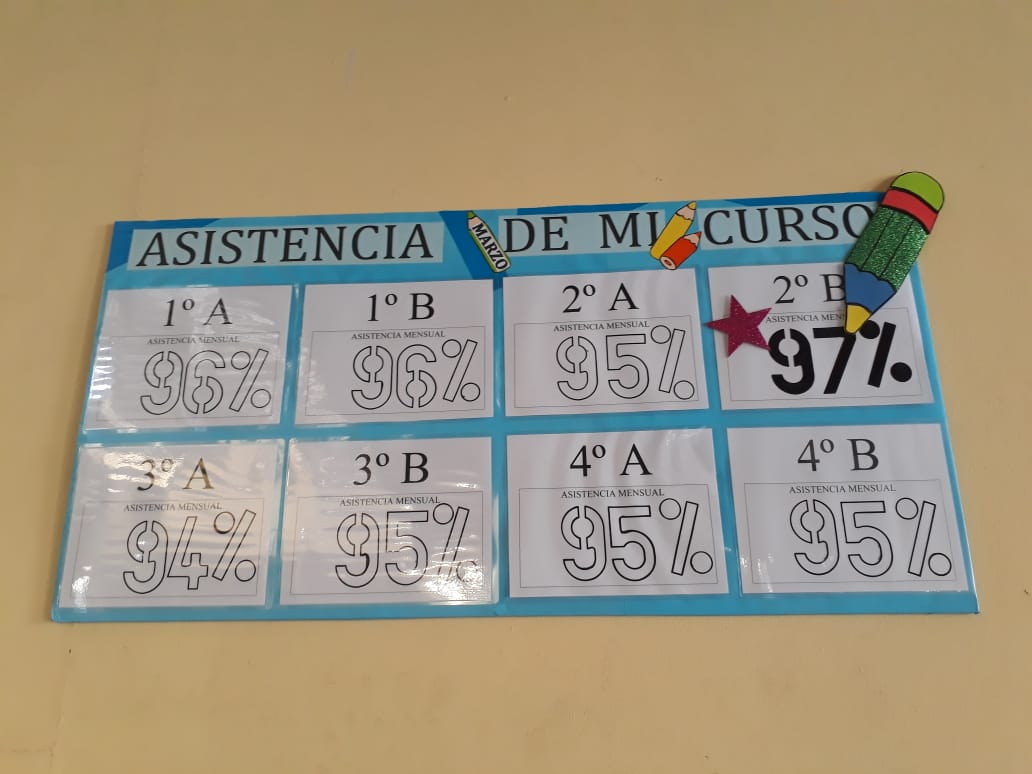 ASISTENCIA MARZO DE MI CURSO
1º A
ASISTENCIA MENSUAL
96%
1º B
ASISTENCIA MENSUAL
96%
2º A
ASISTENCIA MENSUAL
95%
2º B
ASISTENCIA MEN
97%
3º A
ASISTENCIA MENSUAL
94%
3º B
ASISTENCIA MENSUAL
95%
4º A
ASISTENCIA MENSUAL
95%
4º B
ASISTENCIA MENSUAL
95%